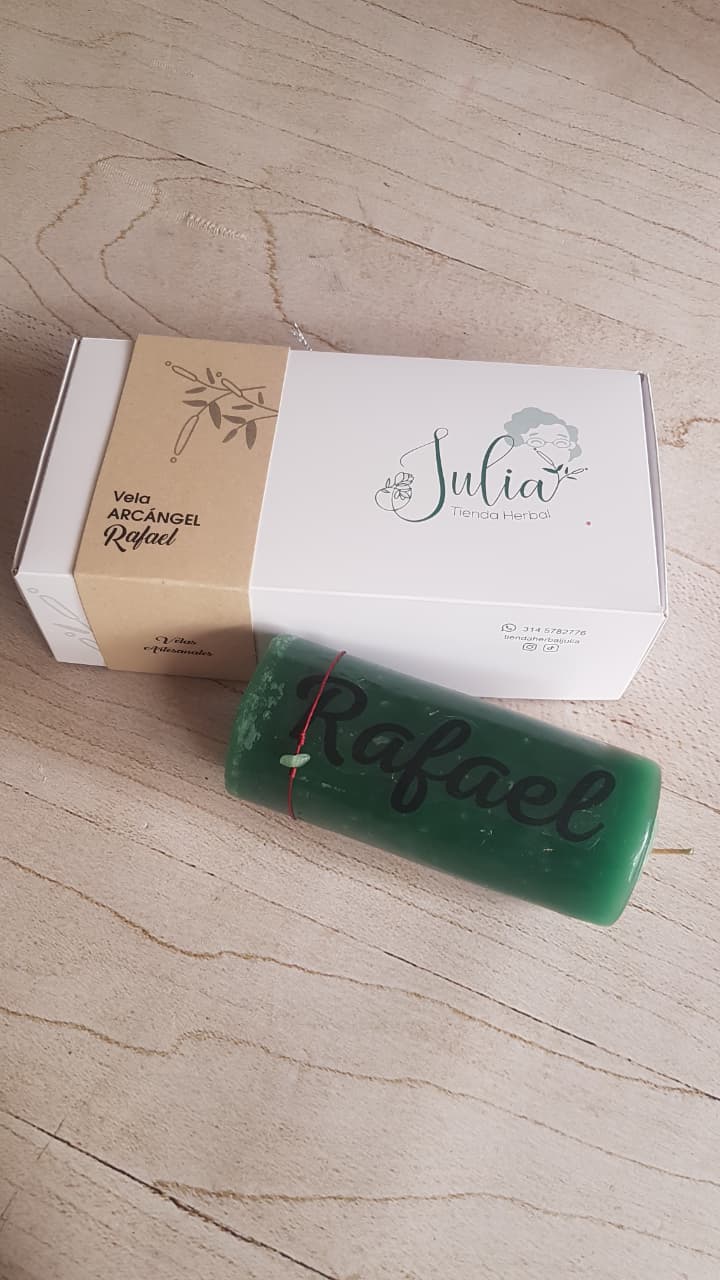 Vela
ARCÁNGEL
Rafael
Velas
Artesanales
Julia
Tienda Herbal
314 5782776
tiendaherbaljulia
Rafael